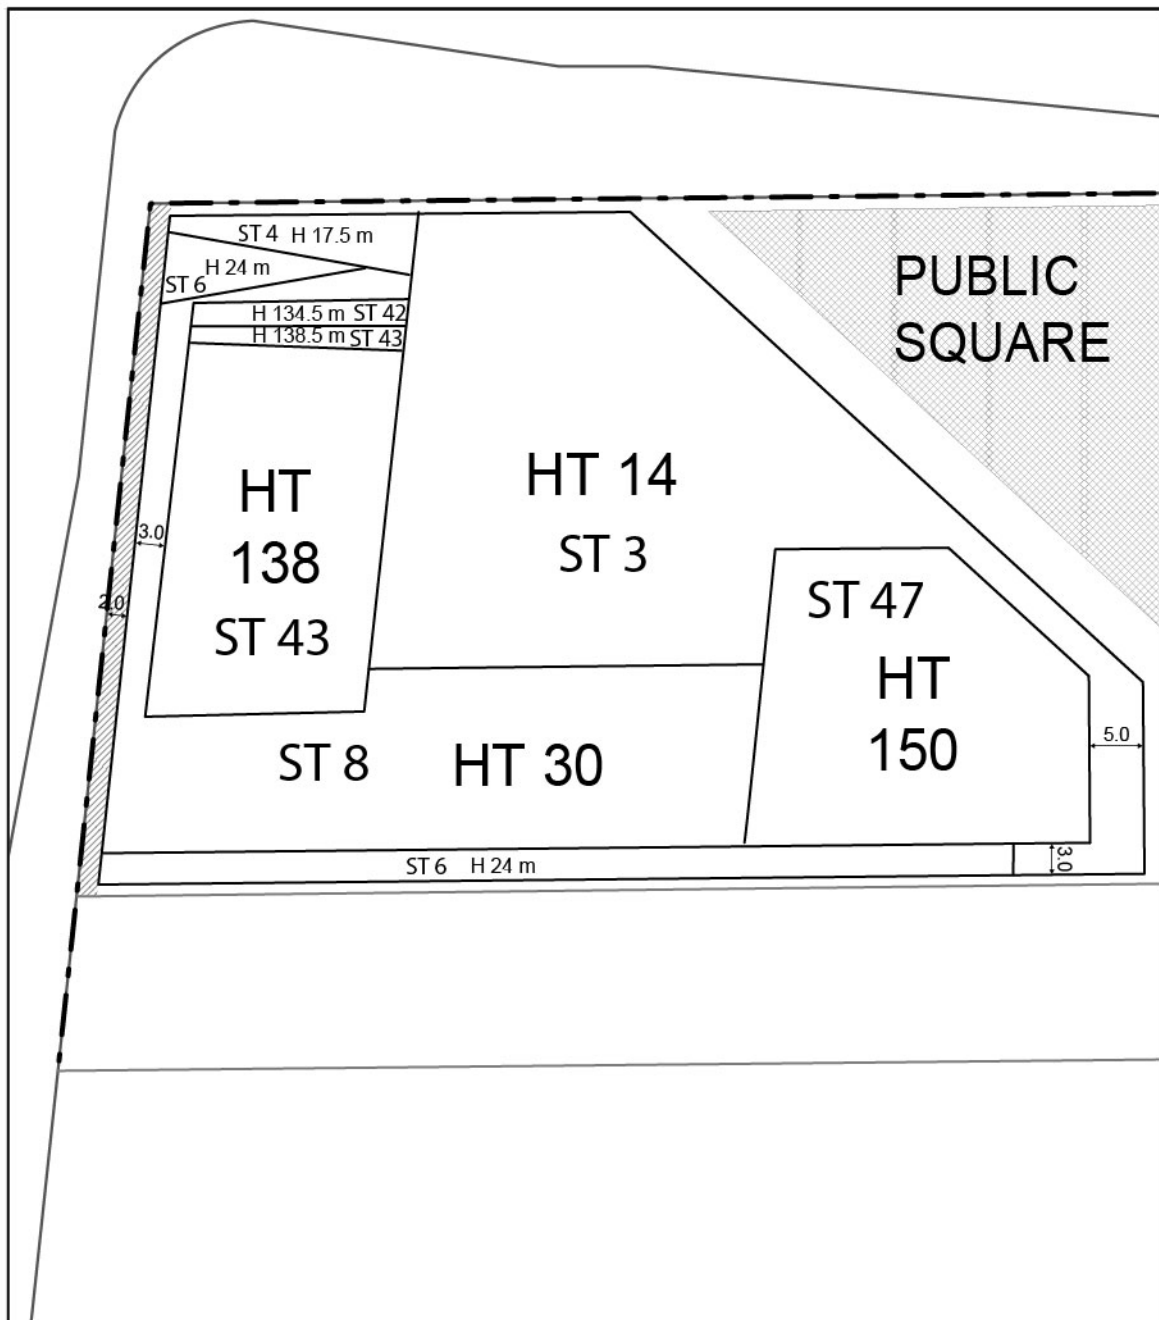 ST 4 H 17.5 m
H 24 m
ST 6
H 134.5 m ST 42
H 138.5 m ST 43
PUBLIC
SQUARE
HT
138
ST 43
HT 14
ST 3
3.0
2.0
ST 47
HT
150
5.0
ST 8 HT 30
ST 6 H 24 m
3.0